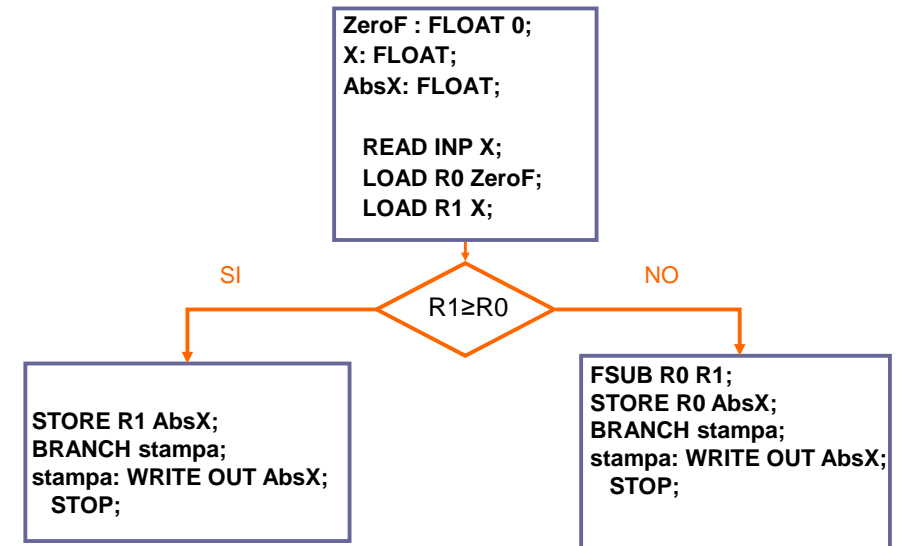 ZeroF : FLOAT 0;
X: FLOAT;
AbsX: FLOAT;
READ INP X;
LOAD R0 ZeroF;
LOAD R1 X;
SI
NO
R1≥R0
STORE R1 AbsX;
BRANCH stampa;
stampa: WRITE OUT AbsX;
STOP;
FSUB R0 R1;
STORE R0 AbsX;
BRANCH stampa;
stampa: WRITE OUT AbsX;
STOP;